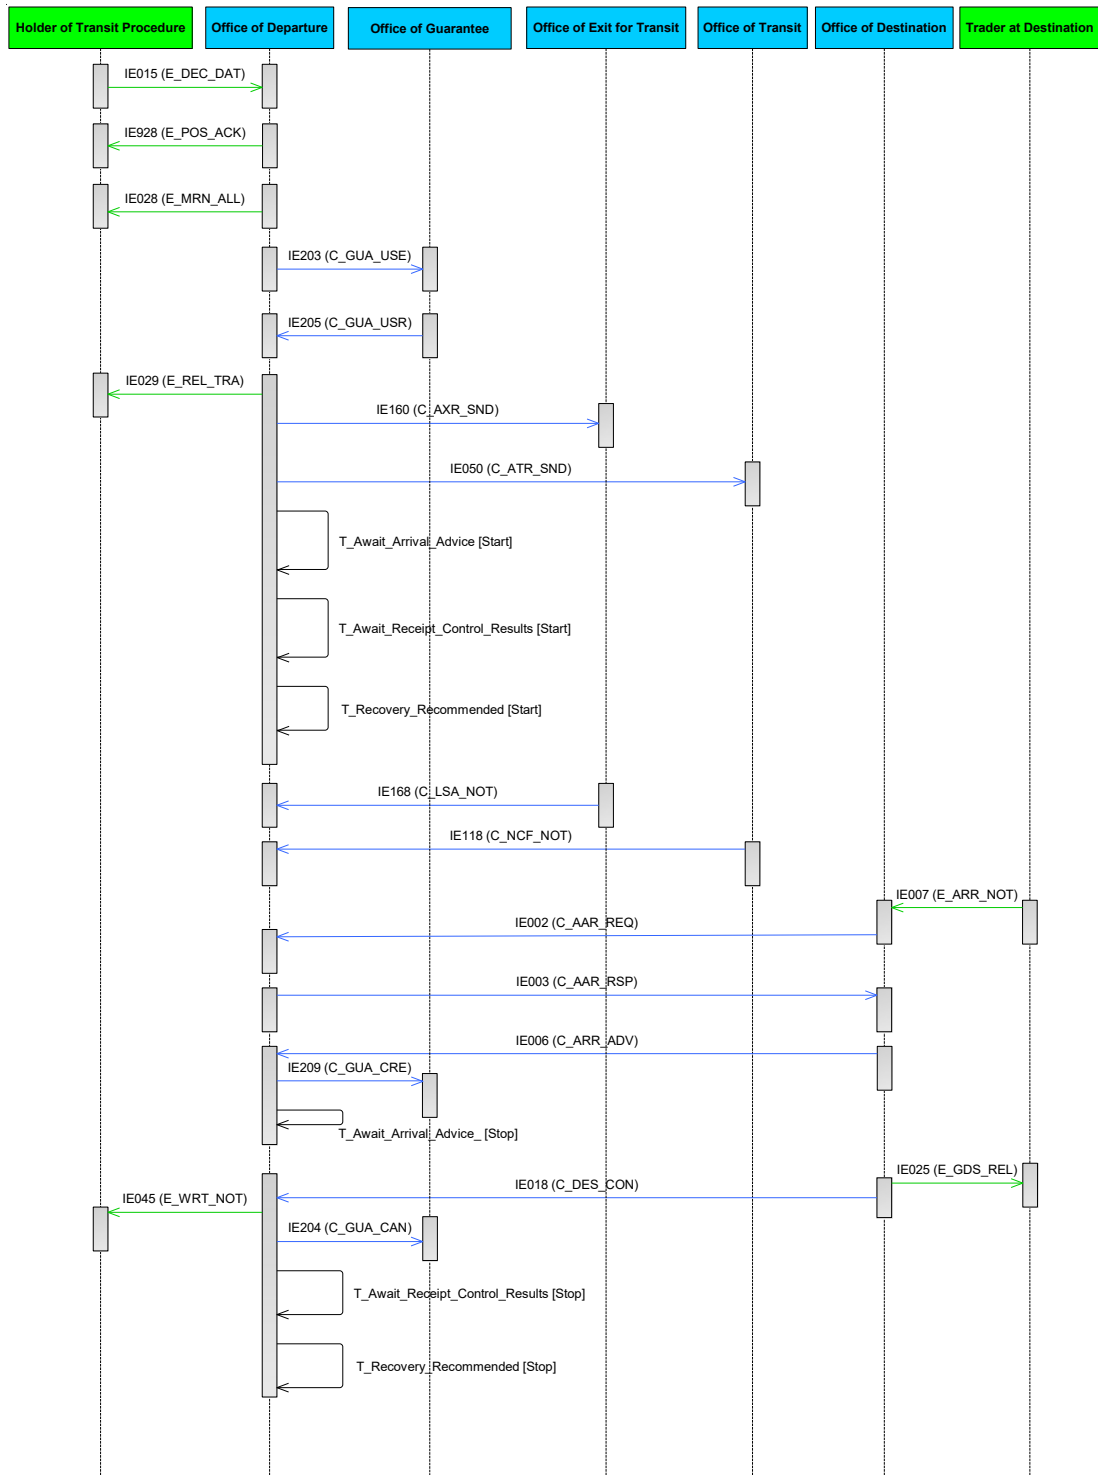 Holder of Transit Procedure
Office of Departure
Office of Guarantee
Office of Exit for Transit
Office of Transit
Office of Destination
Trader at Destination
IE015 (E_DEC_DAT)
IE928 (E_POS_ACK)
IE028 (E_MRN_ALL)
IE203 (C_GUA_USE)
IE205 (C_GUA_USR)
IE029 (E_REL_TRA)
IE160 (C_AXR_SND)
IE050 (C_ATR_SND)
T_Await_Arrival_Advice [Start]
T_Await_Receipt_Control_Results [Start]
T_Recovery_Recommended [Start]
IE168 (C_LSA_NOT)
IE118 (C_NCF_NOT)
IE007 (E_ARR_NOT)
IE002 (C_AAR_REQ)
IE003 (C_AAR_RSP)
IE006 (C_ARR_ADV)
IE209 (C_GUA_CRE)
T_Await_Arrival_Advice_ [Stop]
IE025 (E_GDS_REL)
IE018 (C_DES_CON)
IE045 (E_WRT_NOT)
IE204 (C_GUA_CAN)
T_Await_Receipt_Control_Results [Stop]
T_Recovery_Recommended [Stop]